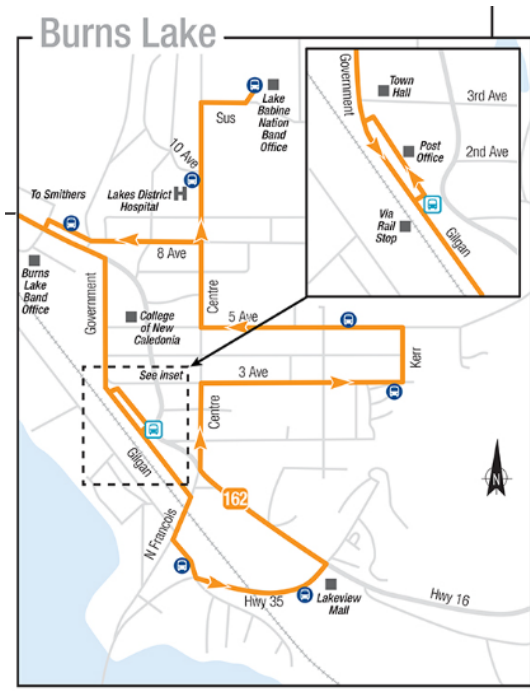 Burns Lake
Lake
Babine
Nation
Band
Office
Sus
10 Ave
To Smithers
Lakes District
Hospital
H
8 Ave
Burns
Lake
Band
Office
Government
College
of New
Caledonia
Centre
5 Ave
Kerr
See inset
3 Ave
Centre
Gilgan
162
N François
Hwy 35
Lakeview
Mall
Hwy 16
N
Government
Town
Hall
3rd Ave
Post
Office
2nd Ave
Via
Rail
Stop
Gilgan